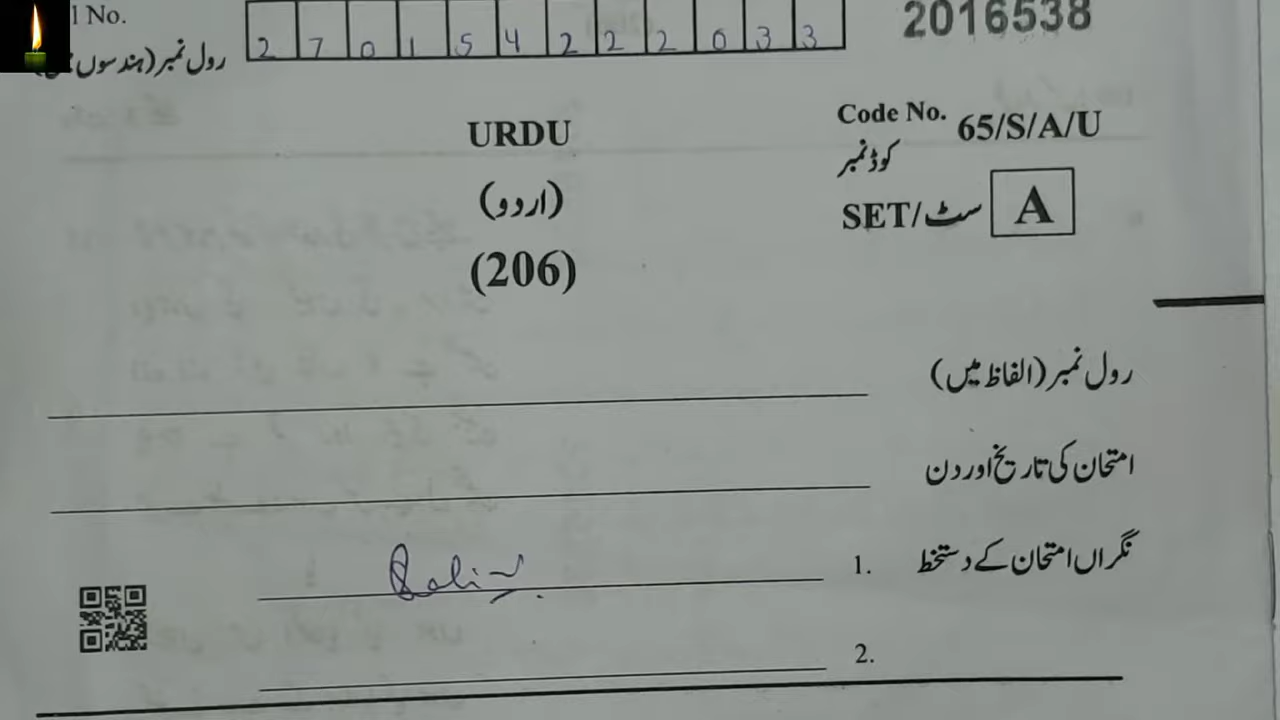 l No.
رول نمبر (ہندسوں
2 7 0 1 5 4 2 2 2 0 3 3
2016538
URDU
(اردو)
(206)
Code No. 65/S/A/U
کوڈ نمبر
SET/سٹ A
رول نمبر (الفاظ میں)
امتحان کی تاریخ اور دن
نگراں امتحان کے دستخط 1.
2.